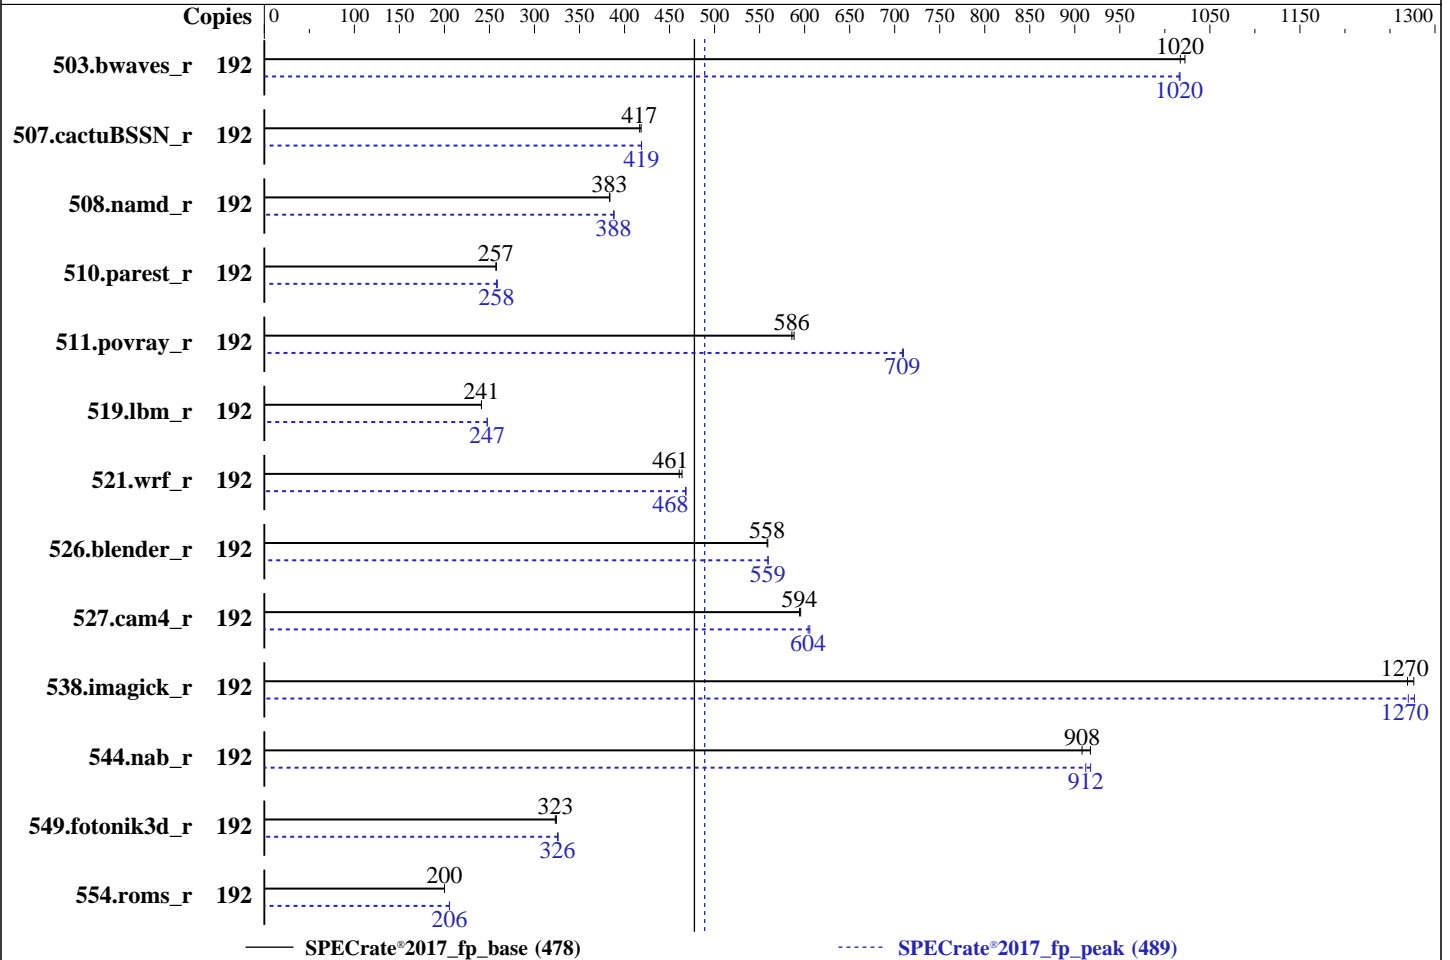 Copies 0 100 150 200 250 300 350 400 450 500 550 600 650 700 750 800 850 900 950 1050 1150 1300
503.bwaves_r 192 1020
1020
507.cactuBSSN_r 192 417
419
508.namd_r 192 383
388
510.parest_r 192 257
258
511.povray_r 192 586
709
519.lbm_r 192 241
247
521.wrf_r 192 461
468
526.blender_r 192 558
559
527.cam4_r 192 594
604
538.imagick_r 192 1270
1270
544.nab_r 192 908
912
549.fotonik3d_r 192 323
326
554.roms_r 192 200
206
SPECrate®2017_fp_base (478) SPECrate®2017_fp_peak (489)